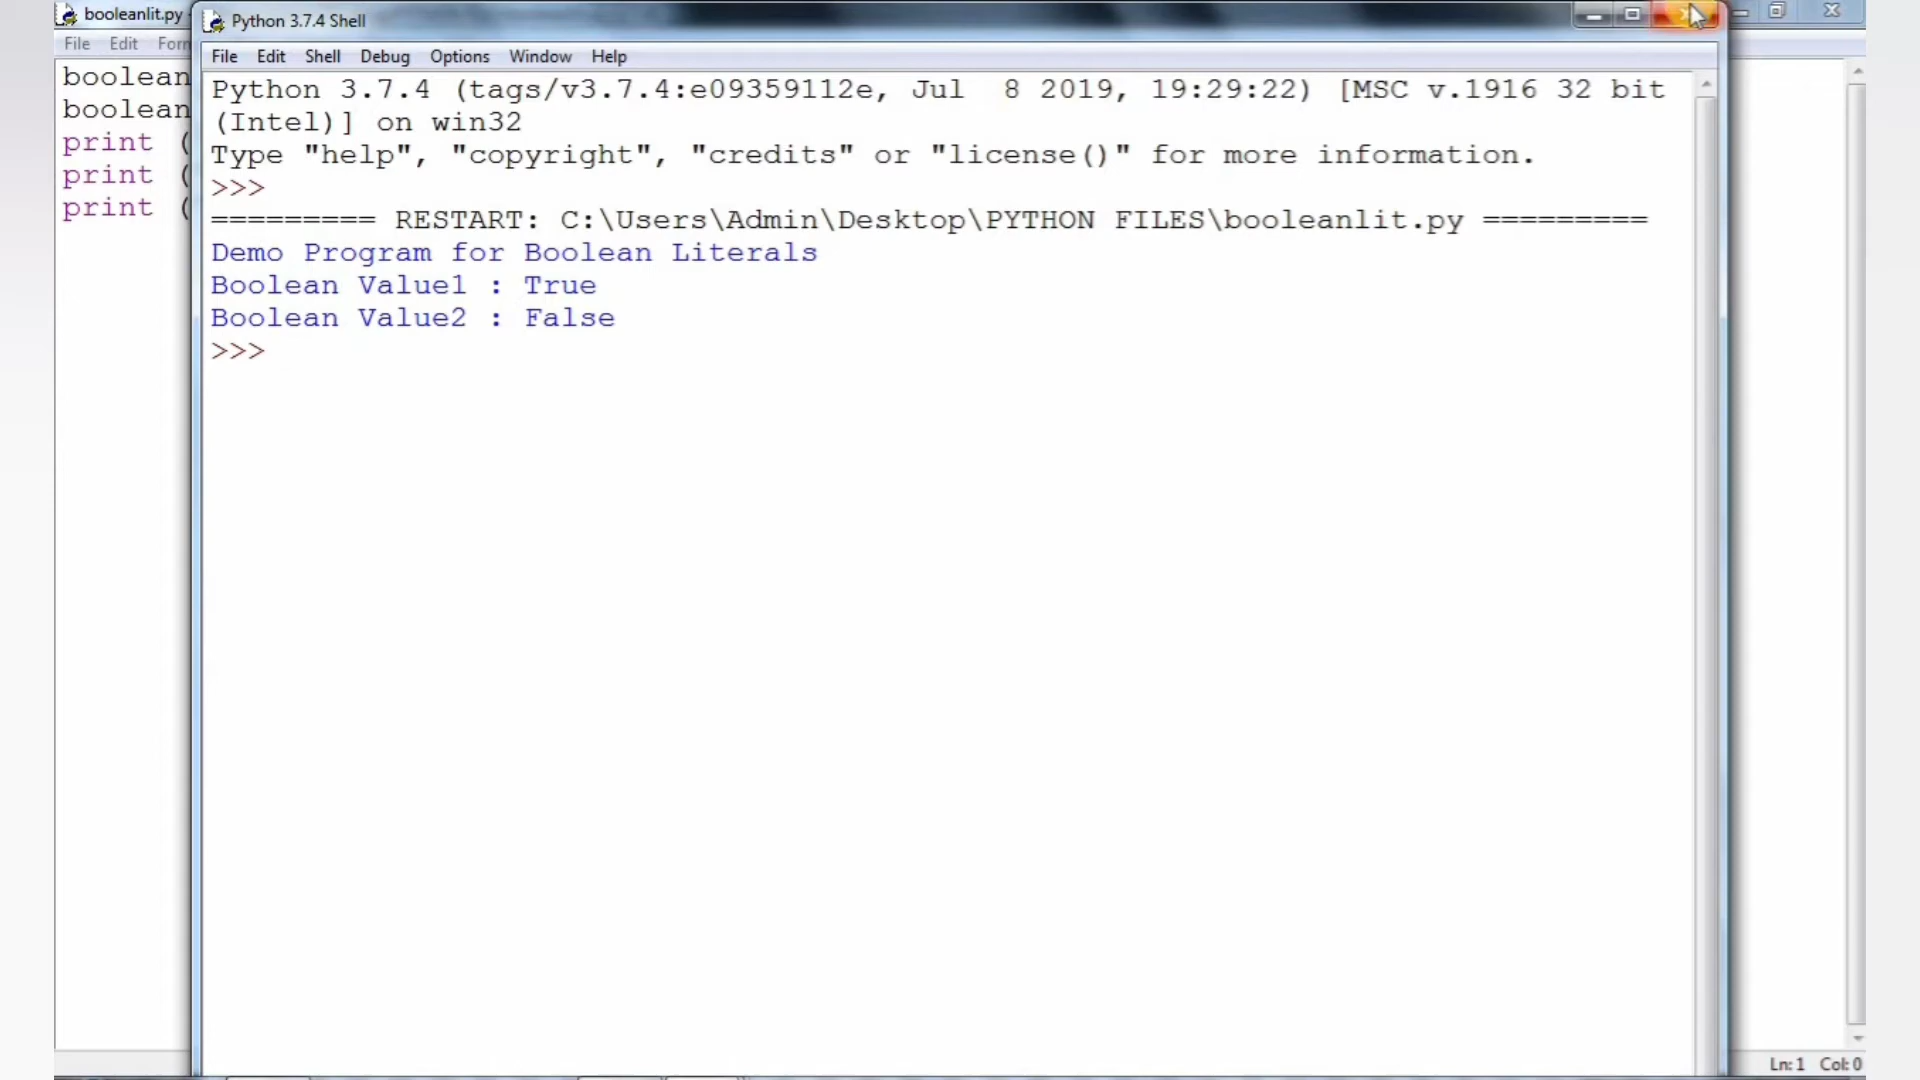 booleanlit.py
Python 3.7.4 Shell
File Edit Form
File Edit Shell Debug Options Window Help
boolean
boolean
print (
print (
print (
Python 3.7.4 (tags/v3.7.4:e09359112e, Jul  8 2019, 19:29:22) [MSC v.1916 32 bit
(Intel)] on win32
Type "help", "copyright", "credits" or "license()" for more information.
>>>
========= RESTART: C:\Users\Admin\Desktop\PYTHON FILES\booleanlit.py =========
Demo Program for Boolean Literals
Boolean Value1 : True
Boolean Value2 : False
>>>
Ln: 1 Col: 0